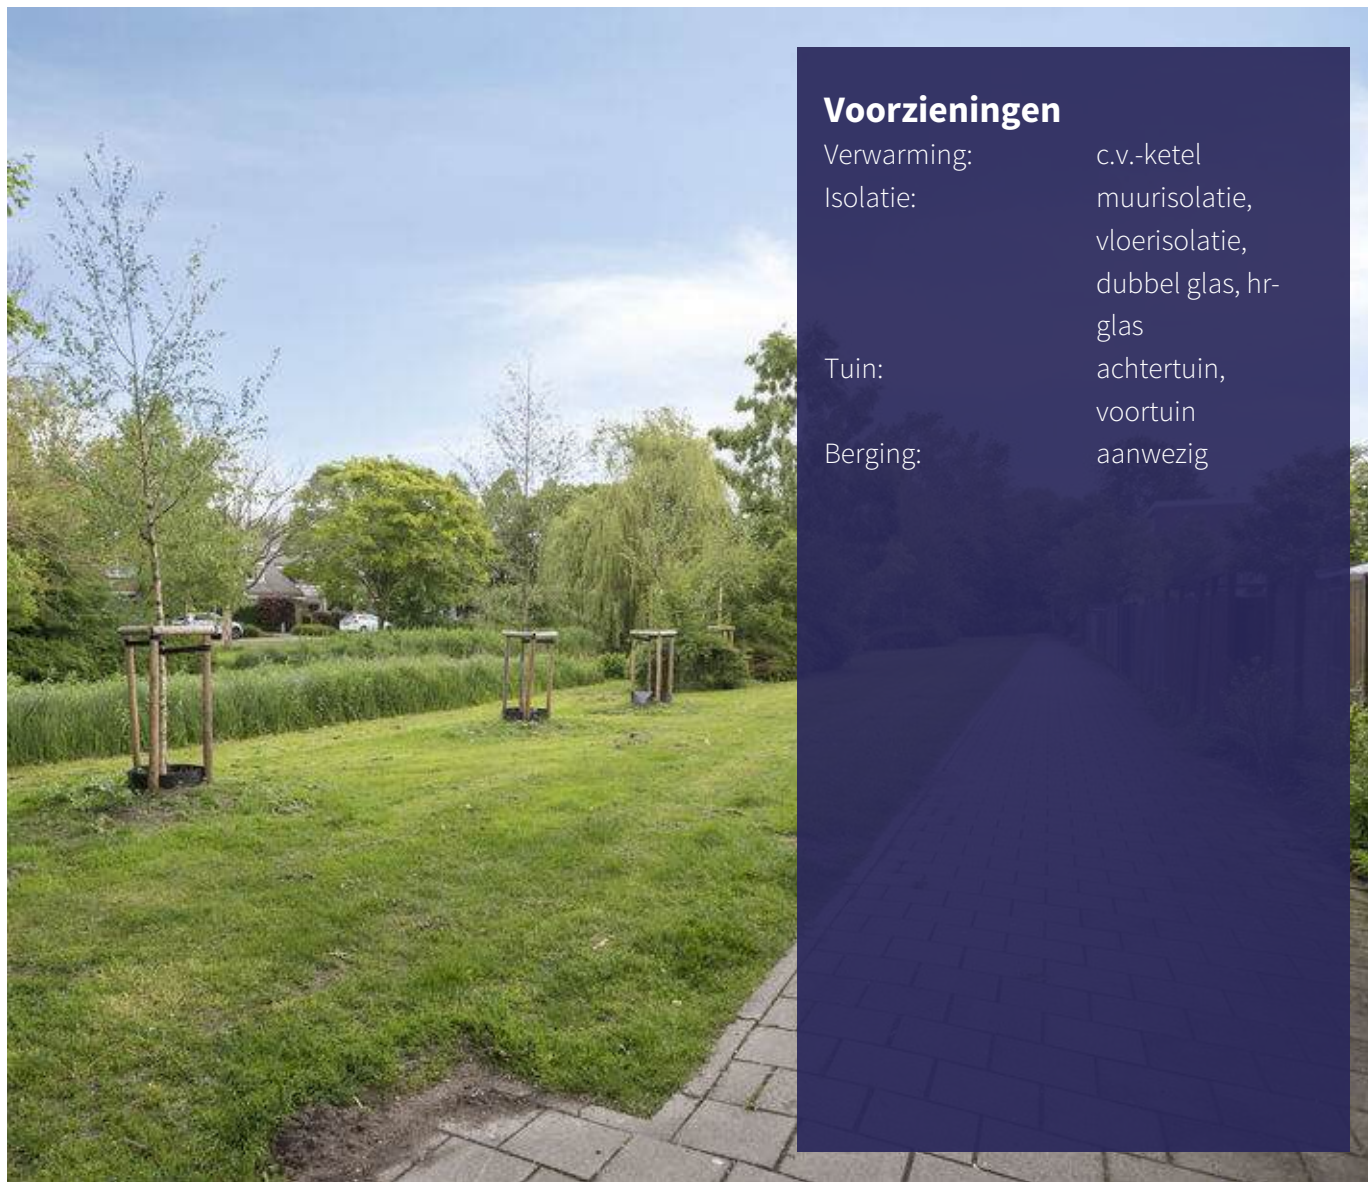 Voorzieningen
Verwarming: c.v.-ketel
Isolatie: muurisolatie,
vloerisolatie,
dubbel glas, hr-
glas
Tuin: achtertuin,
voortuin
Berging: aanwezig